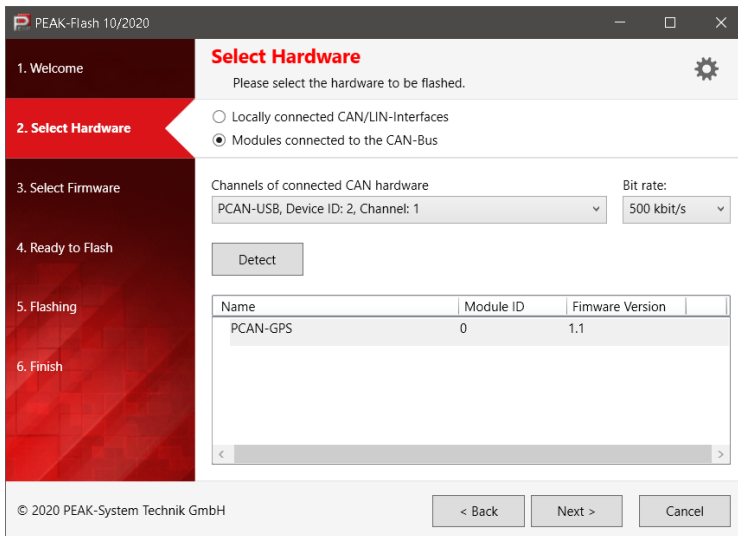 PEAK-Flash 10/2020
1. Welcome
2. Select Hardware
3. Select Firmware
4. Ready to Flash
5. Flashing
6. Finish
Select Hardware
Please select the hardware to be flashed.
Locally connected CAN/LIN-Interfaces
Modules connected to the CAN-Bus
Channels of connected CAN hardware Bit rate:
PCAN-USB, Device ID: 2, Channel: 1 500 kbit/s
Detect
Name Module ID Fimware Version
PCAN-GPS 0 1.1
© 2020 PEAK-System Technik GmbH < Back Next > Cancel